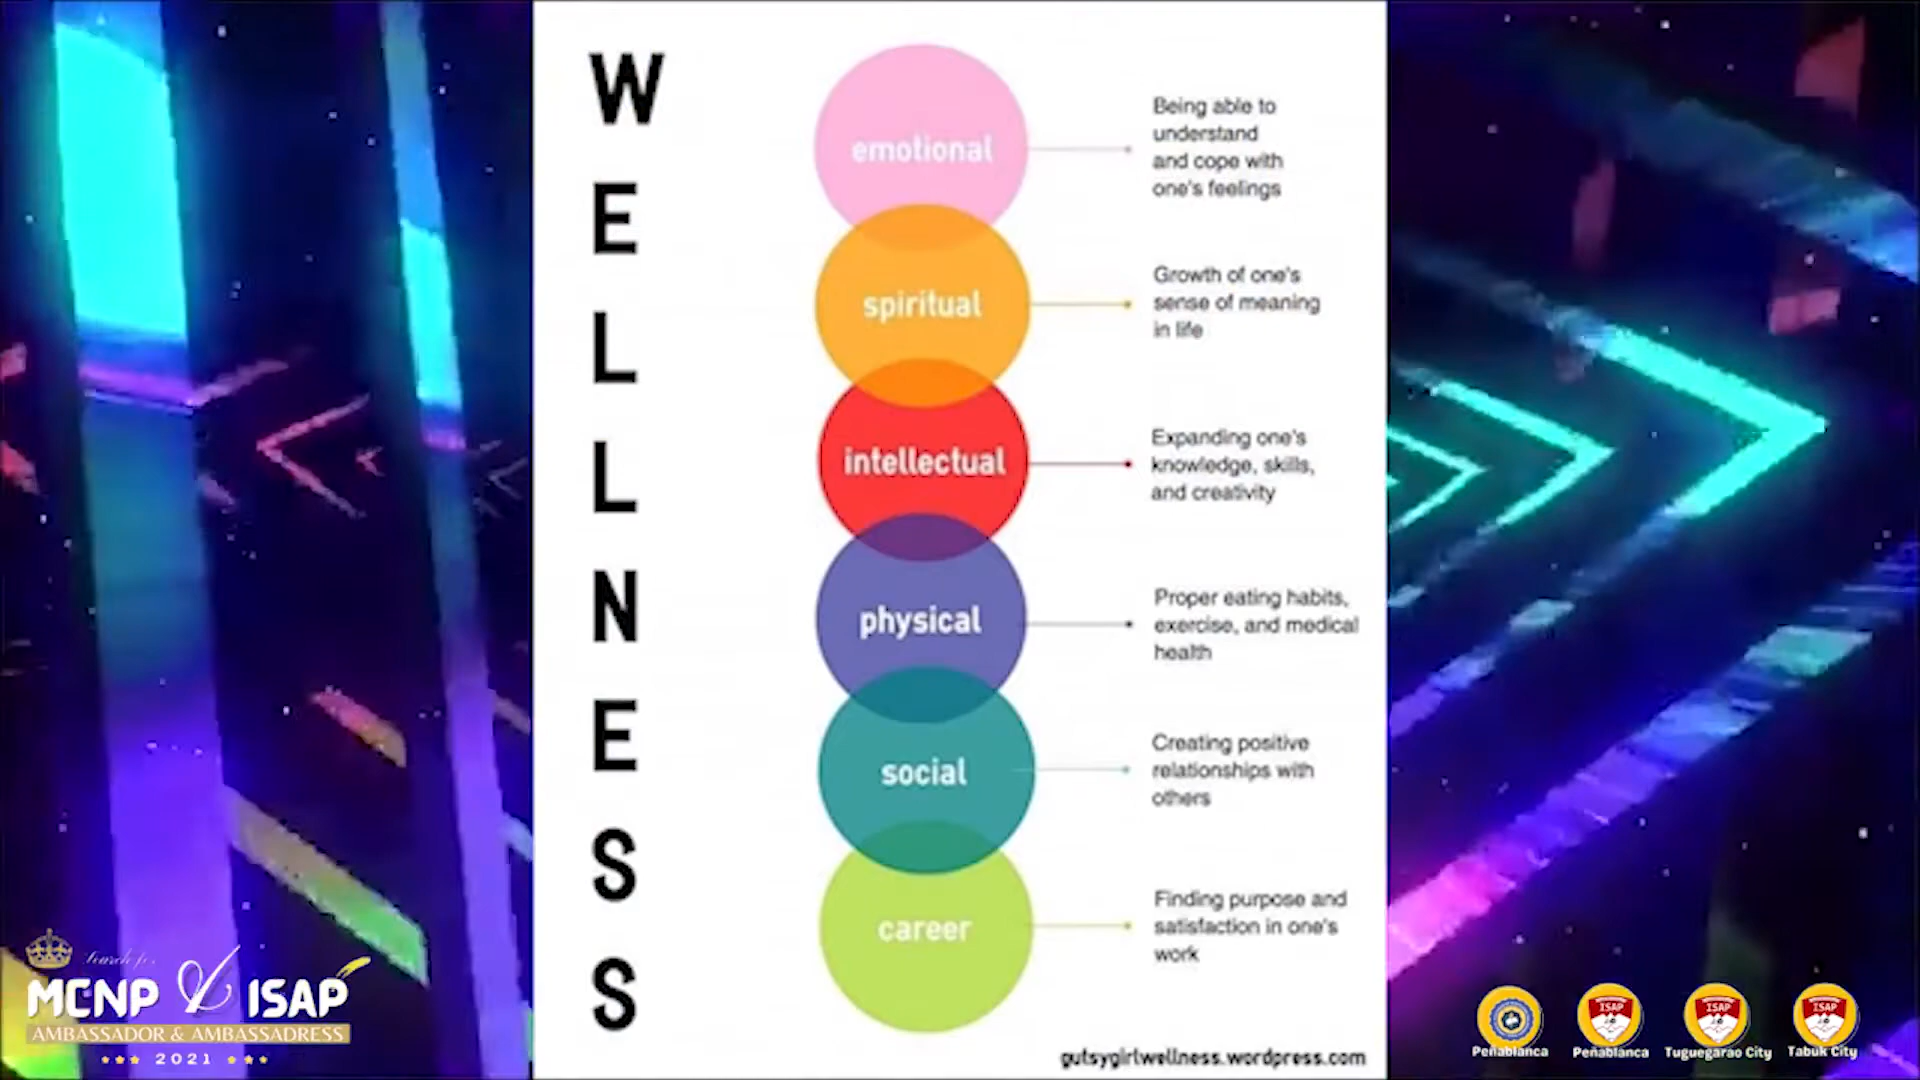 W
E
L
L
N
E
S
S
emotional
Being able to
understand
and cope with
one's feelings
spiritual
Growth of one's
sense of meaning
in life
intellectual
Expanding one's
knowledge, skills,
and creativity
physical
Proper eating habits,
exercise, and medical
health
social
Creating positive
relationships with
others
career
Finding purpose and
satisfaction in one's
work
gutsygirlwellness.wordpress.com
Search for
MCNP & ISAP
AMBASSADOR & AMBASSADRESS
2021
ISAP
ISAP
ISAP
Peñablanca
Peñablanca
Tuguegarao City
Tabuk City